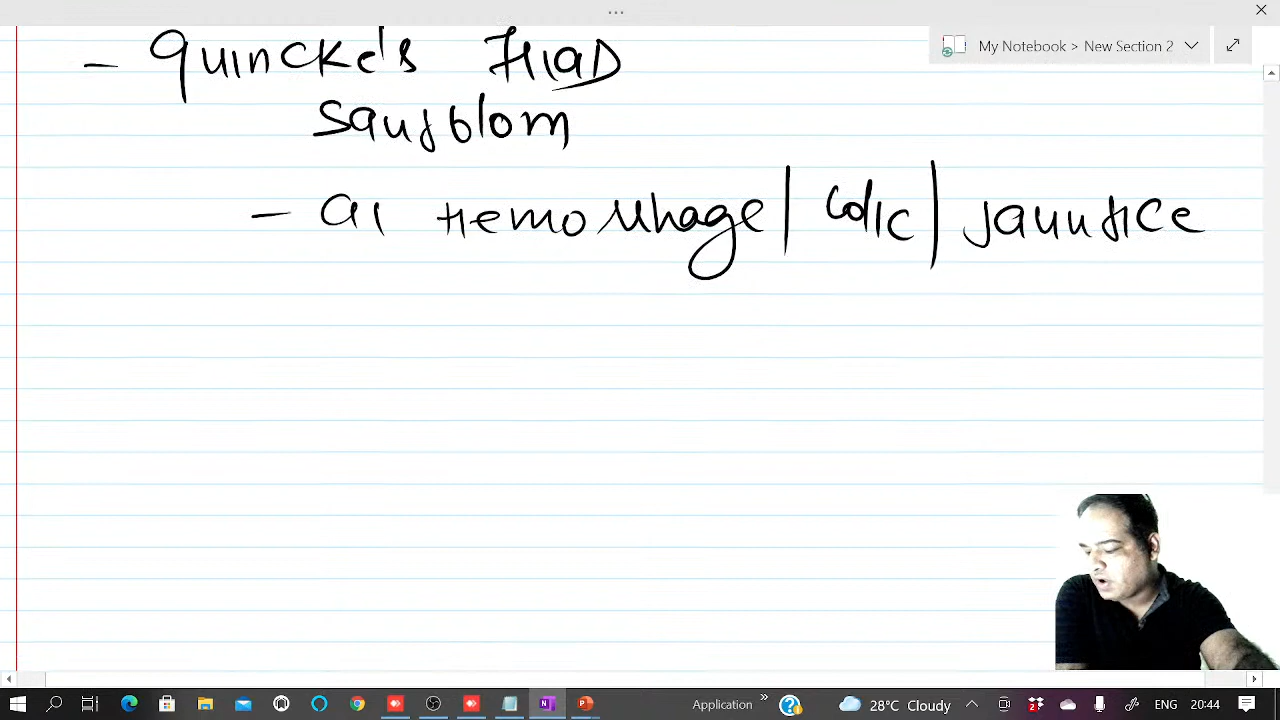 My Notebook > New Section 2
- Quincke's TRIAD
Sandblom
- GI Hemorrhage | Colic | Jaundice
Application
28°C Cloudy
ENG
20:44